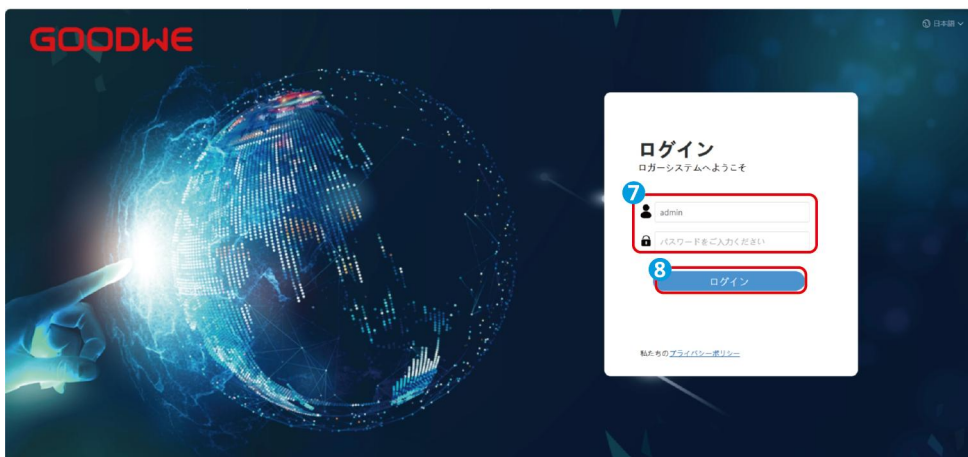 GOODWE
日本語
ログイン
ロガーシステムへようこそ
7
admin
パスワードをご入力ください
8
ログイン
私たちのプライバシーポリシー